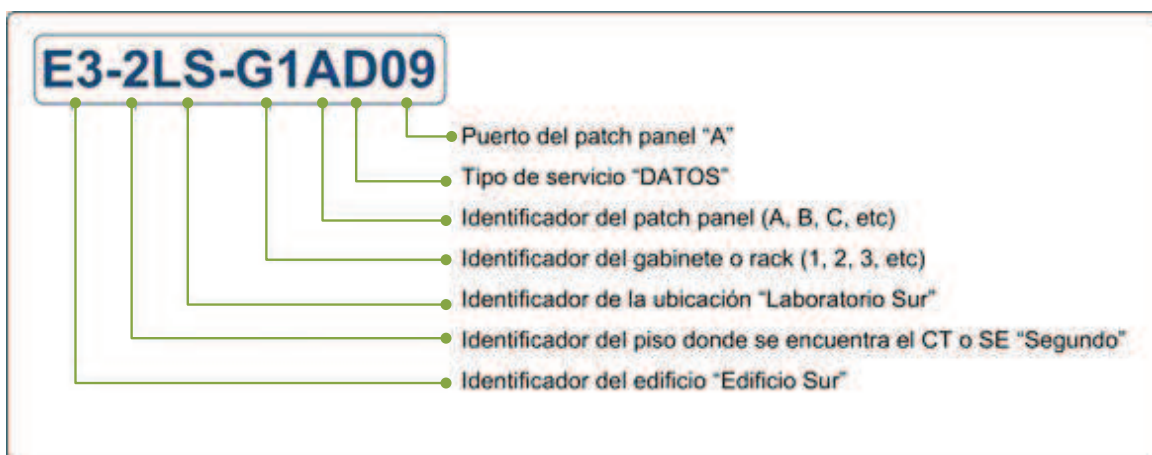 E3-2LS-G1AD09
Puerto del patch panel “A”
Tipo de servicio “DATOS”
Identificador del patch panel (A, B, C, etc)
Identificador del gabinete o rack (1, 2, 3, etc)
Identificador de la ubicación “Laboratorio Sur”
Identificador del piso donde se encuentra el CT o SE “Segundo”
Identificador del edificio “Edificio Sur”